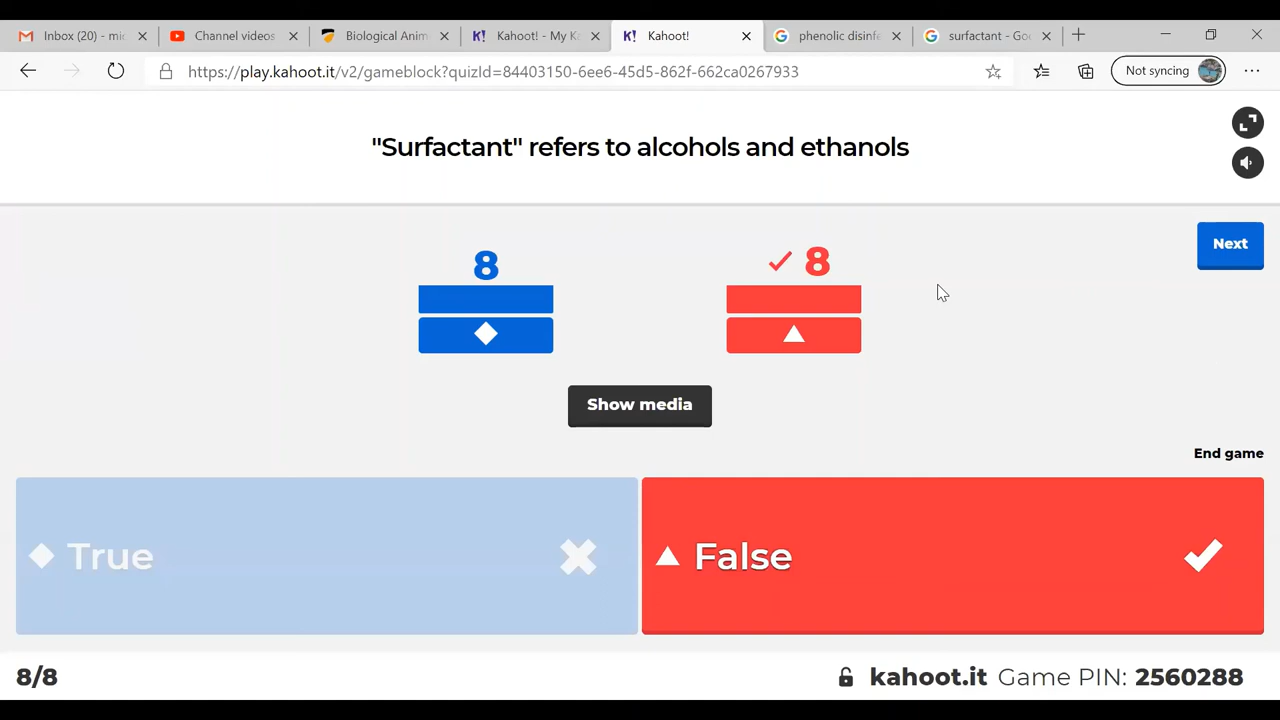 Inbox (20) - mic
Channel videos
Biological Anim
Kahoot! - My K
Kahoot!
phenolic disinfe
surfactant - Goo
https://play.kahoot.it/v2/gameblock?quizId=84403150-6ee6-45d5-862f-662ca0267933
Not syncing
"Surfactant" refers to alcohols and ethanols
Next
8
8
Show media
End game
True
False
8/8
kahoot.it Game PIN: 2560288